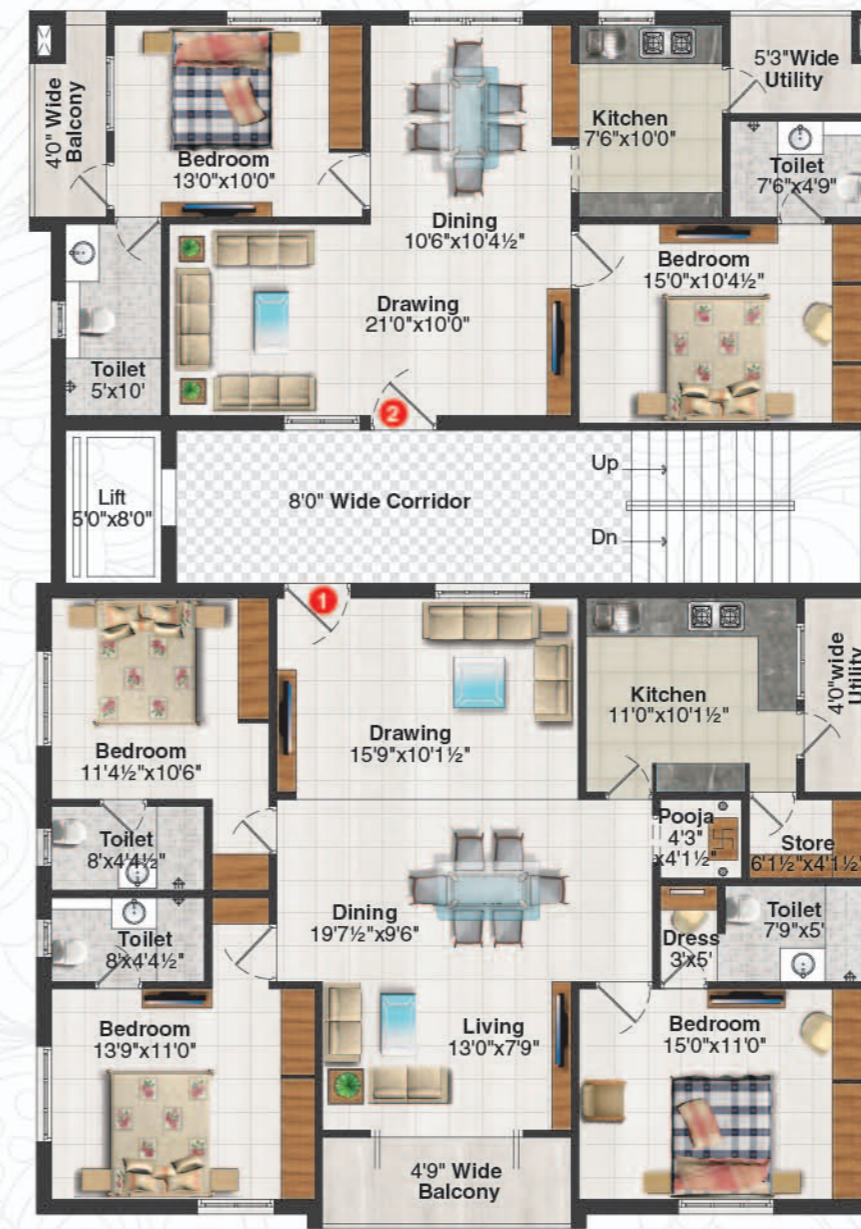 4'0" Wide
Balcony
Bedroom
13'0"x10'0"
Dining
10'6"x10'4½"
Kitchen
7'6"x10'0"
5'3"Wide
Utility
Toilet
7'6"x4'9"
Bedroom
15'0"x10'4½"
Drawing
21'0"x10'0"
Toilet
5'x10'
2
Lift
5'0"x8'0"
8'0" Wide Corridor
Up
Dn
1
Bedroom
11'4½"x10'6"
Drawing
15'9"x10'1½"
Kitchen
11'0"x10'1½"
4'0"wide
Utility
Toilet
8'x4'4½"
Pooja
4'3"
x4'1½"
Store
6'1½"x4'1½"
Dining
19'7½"x9'6"
Toilet
8'x4'4½"
Dress
3'x5'
Toilet
7'9"x5'
Bedroom
13'9"x11'0"
Living
13'0"x7'9"
Bedroom
15'0"x11'0"
4'9" Wide
Balcony